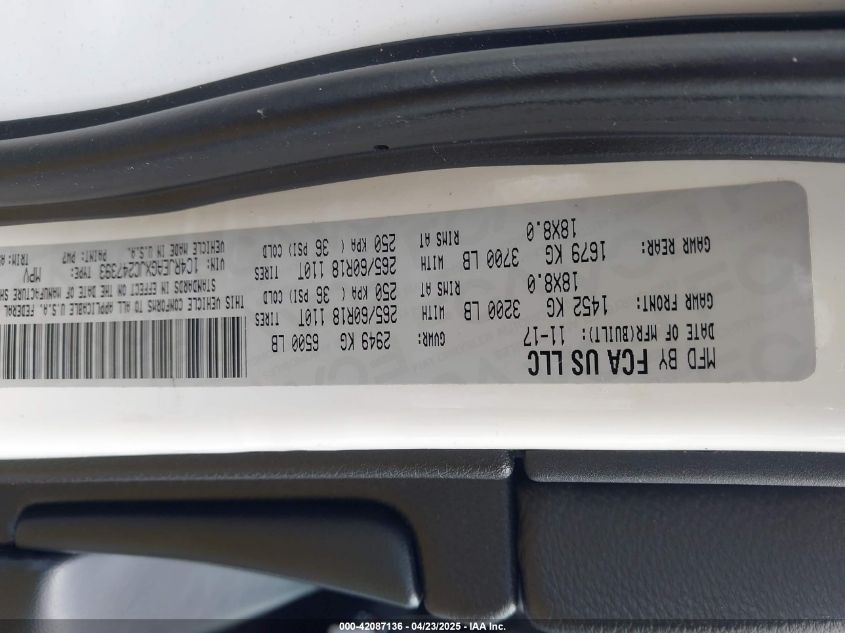 MFD BY FCA US LLC
DATE OF MFR(BUILT): 11-17 GVWR: 2949 KG 6500 LB
GAWR FRONT: 1452 KG 3200 LB WITH 265/60R18 110T TIRES
18X8.0 RIMS AT 250 KPA ( 36 PSI) COLD
GAWR REAR: 1679 KG 3700 LB WITH 265/60R18 110T TIRES
18X8.0 RIMS AT 250 KPA ( 36 PSI) COLD
THIS VEHICLE CONFORMS TO ALL APPLICABLE U.S.A. FEDERAL
STANDARDS IN EFFECT ON THE DATE OF MANUFACTURE
VIN: 1C4RJEAGXJC247393 TYPE: MPV
VEHICLE MADE IN U.S.A. PAINT: PW7 TRIM:
000-42087136 - 04/23/2025 - IAA Inc.